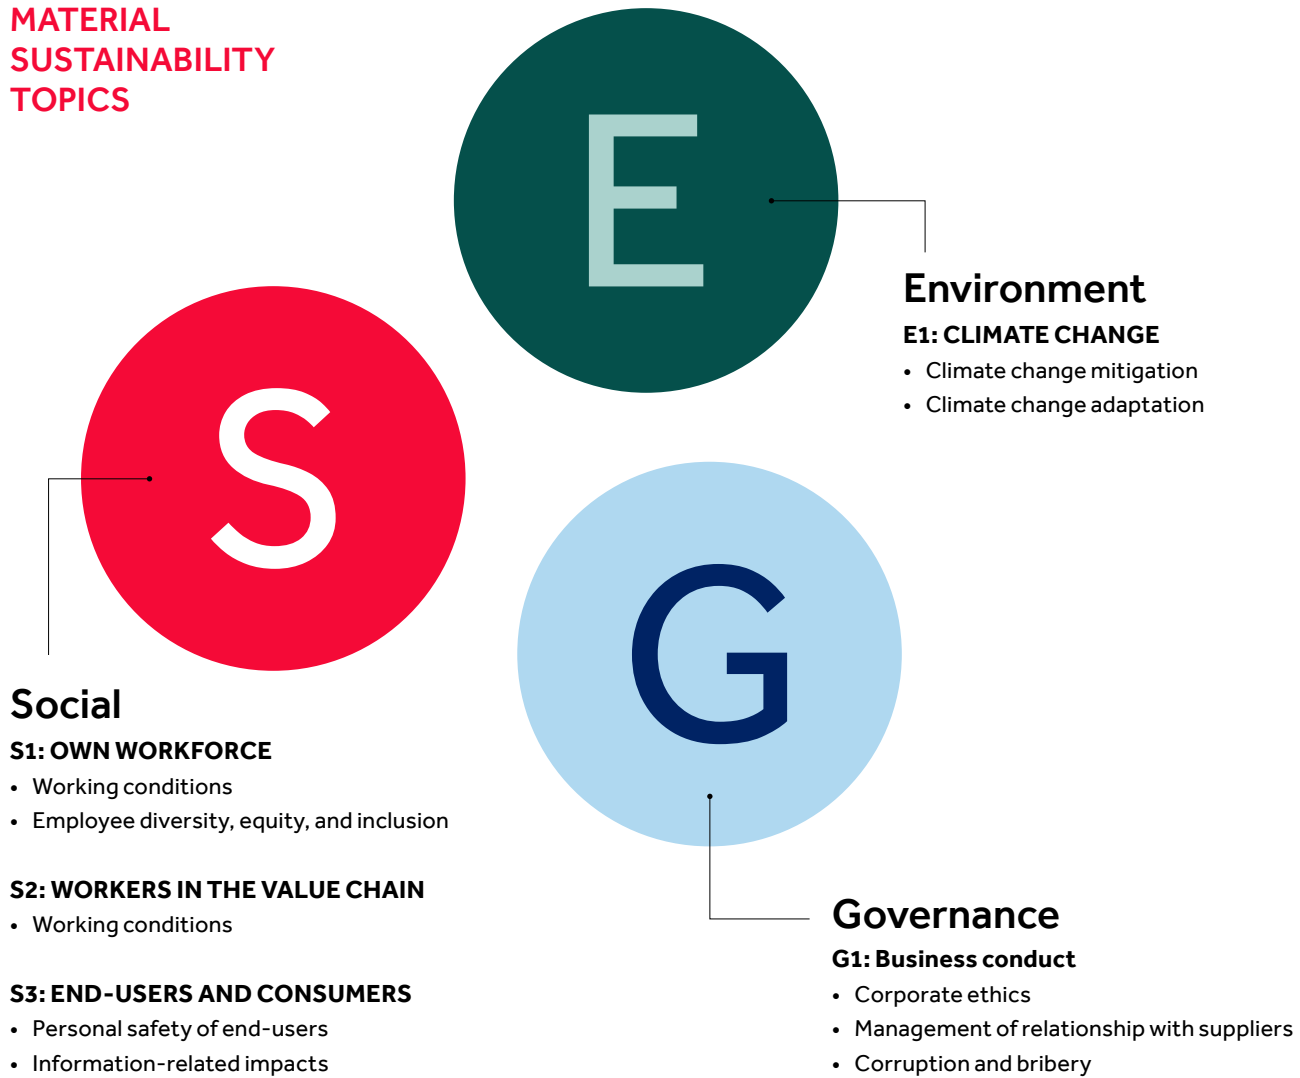 MATERIAL
SUSTAINABILITY
TOPICS
E
Environment
E1: CLIMATE CHANGE
• Climate change mitigation
• Climate change adaptation
S
Social
S1: OWN WORKFORCE
• Working conditions
• Employee diversity, equity, and inclusion
S2: WORKERS IN THE VALUE CHAIN
• Working conditions
S3: END-USERS AND CONSUMERS
• Personal safety of end-users
• Information-related impacts
G
Governance
G1: Business conduct
• Corporate ethics
• Management of relationship with suppliers
• Corruption and bribery